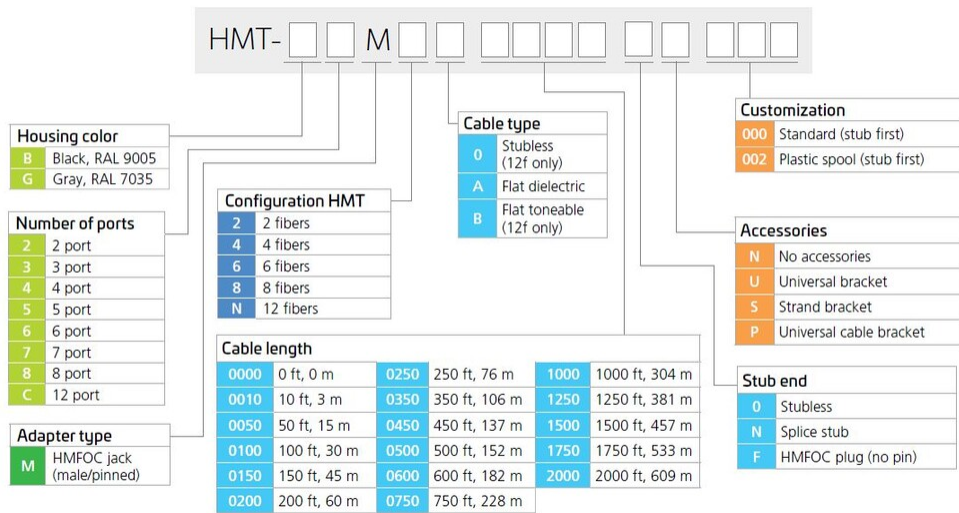 HMT- M
Housing color
B Black, RAL 9005
G Gray, RAL 7035
Number of ports
2 2 port
3 3 port
4 4 port
5 5 port
6 6 port
7 7 port
8 8 port
C 12 port
Adapter type
M HMFOC jack
(male/pinned)
Configuration HMT
2 2 fibers
4 4 fibers
6 6 fibers
8 8 fibers
N 12 fibers
Cable type
0 Stubless
(12f only)
A Flat dielectric
B Flat toneable
(12f only)
Cable length
0000 0 ft, 0 m 0250 250 ft, 76 m 1000 1000 ft, 304 m
0010 10 ft, 3 m 0350 350 ft, 106 m 1250 1250 ft, 381 m
0050 50 ft, 15 m 0450 450 ft, 137 m 1500 1500 ft, 457 m
0100 100 ft, 30 m 0500 500 ft, 152 m 1750 1750 ft, 533 m
0150 150 ft, 45 m 0600 600 ft, 182 m 2000 2000 ft, 609 m
0200 200 ft, 60 m 0750 750 ft, 228 m
Customization
000 Standard (stub first)
002 Plastic spool (stub first)
Accessories
N No accessories
U Universal bracket
S Strand bracket
P Universal cable bracket
Stub end
0 Stubless
N Splice stub
F HMFOC plug (no pin)